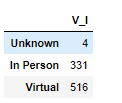 V_I
Unknown 4
In Person 331
Virtual 516